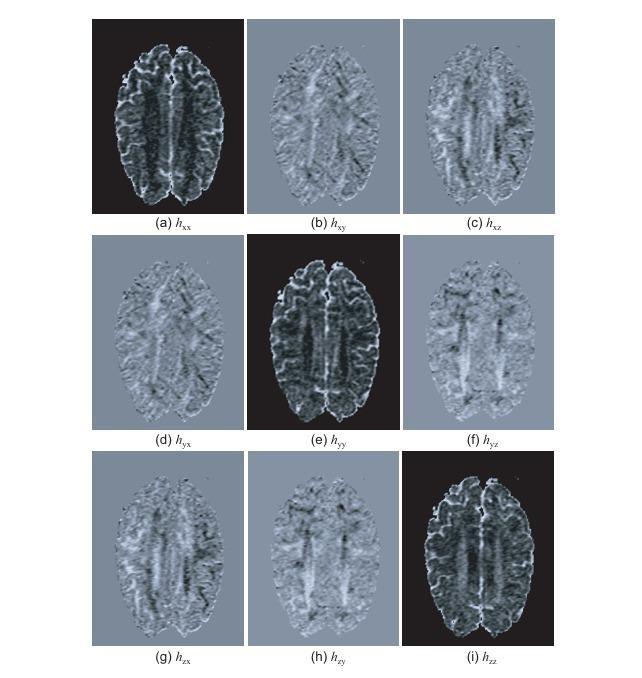 (a) hxx (b) hxy (c) hxz
(d) hyx (e) hyy (f) hyz
(g) hzx (h) hzy (i) hzz